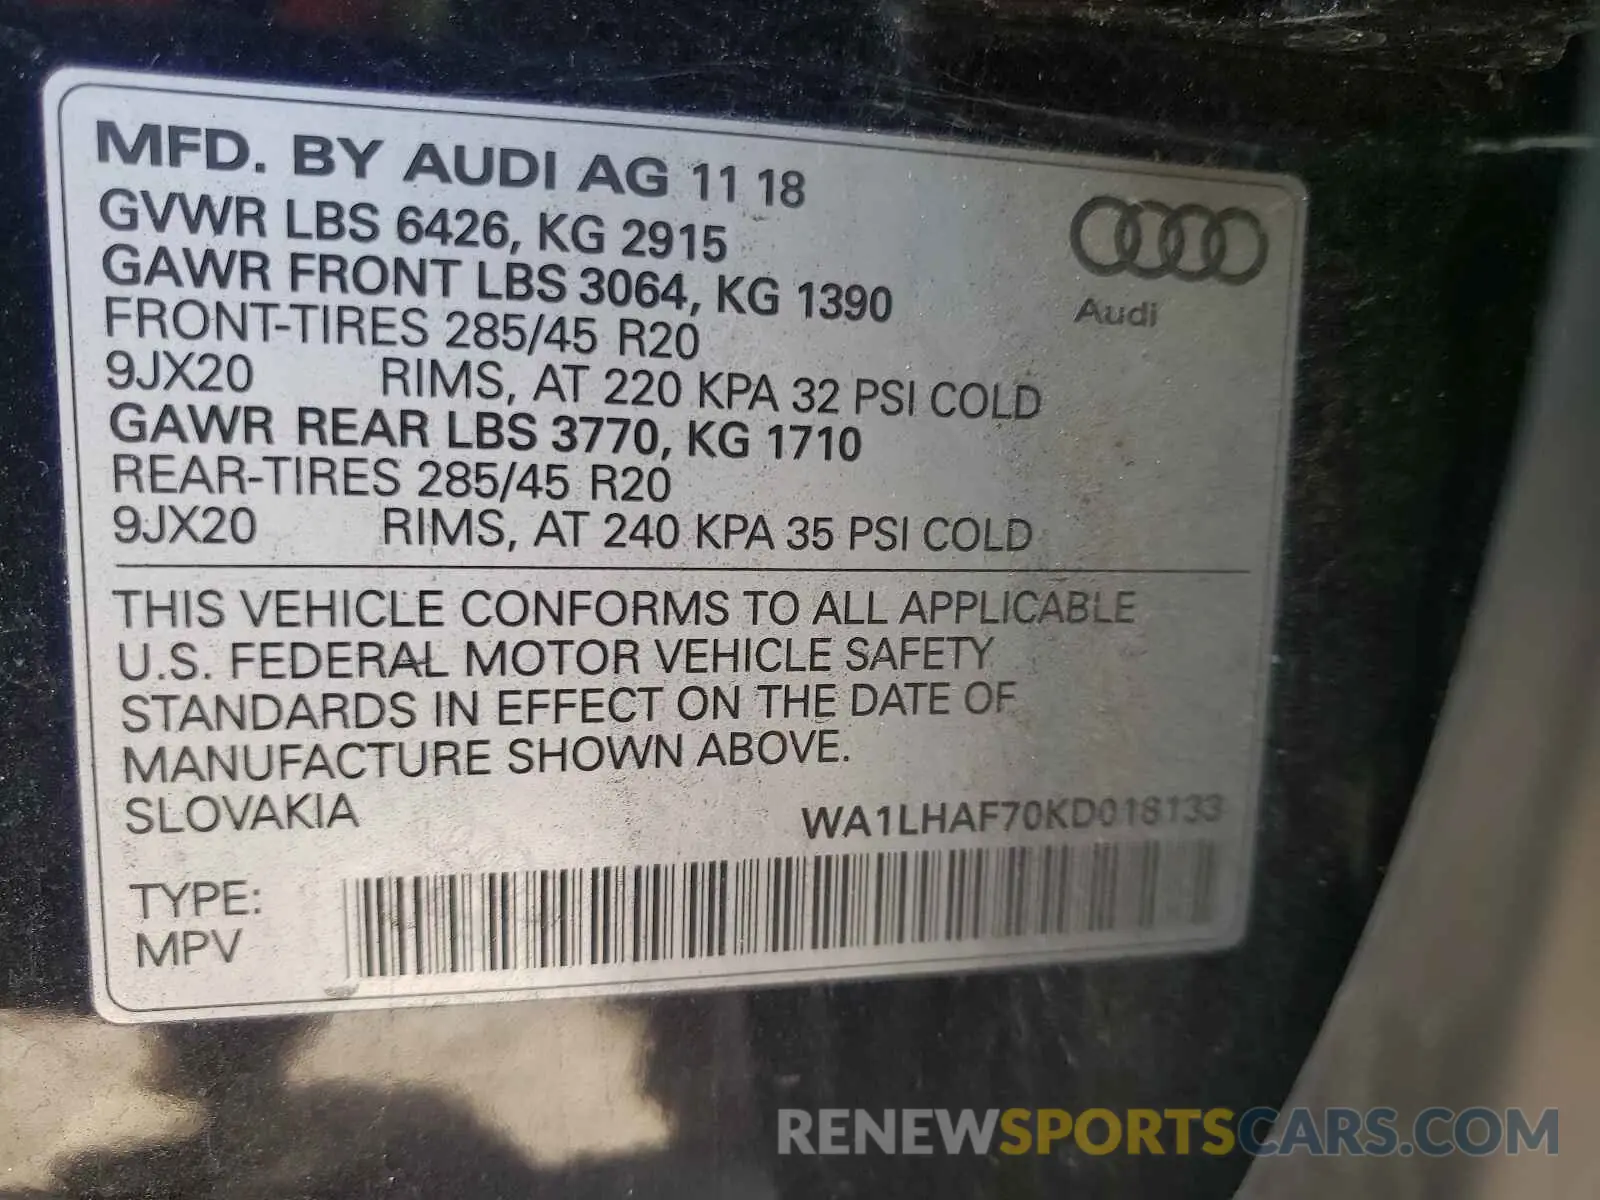 MFD. BY AUDI AG 11 18
GVWR LBS 6426, KG 2915
GAWR FRONT LBS 3064, KG 1390
FRONT-TIRES 285/45 R20
9JX20 RIMS, AT 220 KPA 32 PSI COLD
GAWR REAR LBS 3770, KG 1710
REAR-TIRES 285/45 R20
9JX20 RIMS, AT 240 KPA 35 PSI COLD
Audi
THIS VEHICLE CONFORMS TO ALL APPLICABLE
U.S. FEDERAL MOTOR VEHICLE SAFETY
STANDARDS IN EFFECT ON THE DATE OF
MANUFACTURE SHOWN ABOVE.
SLOVAKIA WA1LHAF70KD018133
TYPE:
MPV
RENEWSPORTSCARS.COM